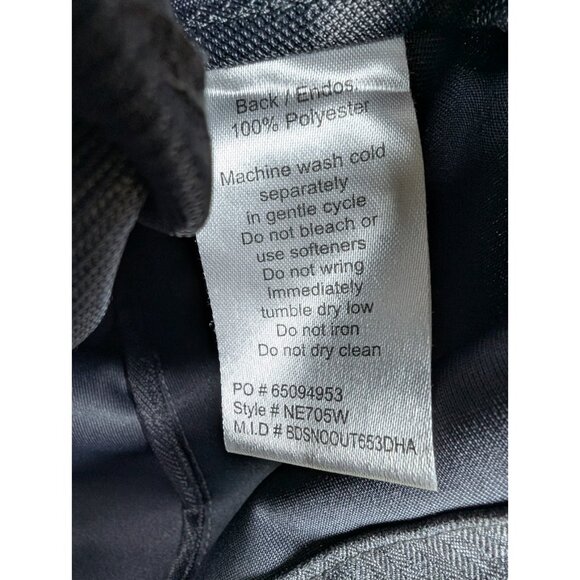 Back / Endos:
100% Polyester
Machine wash cold
separately
in gentle cycle
Do not bleach or
use softeners
Do not wring
Immediately
tumble dry low
Do not iron
Do not dry clean
PO # 65094953
Style # NE705W
M.I.D # BDSNOOUT653DHA